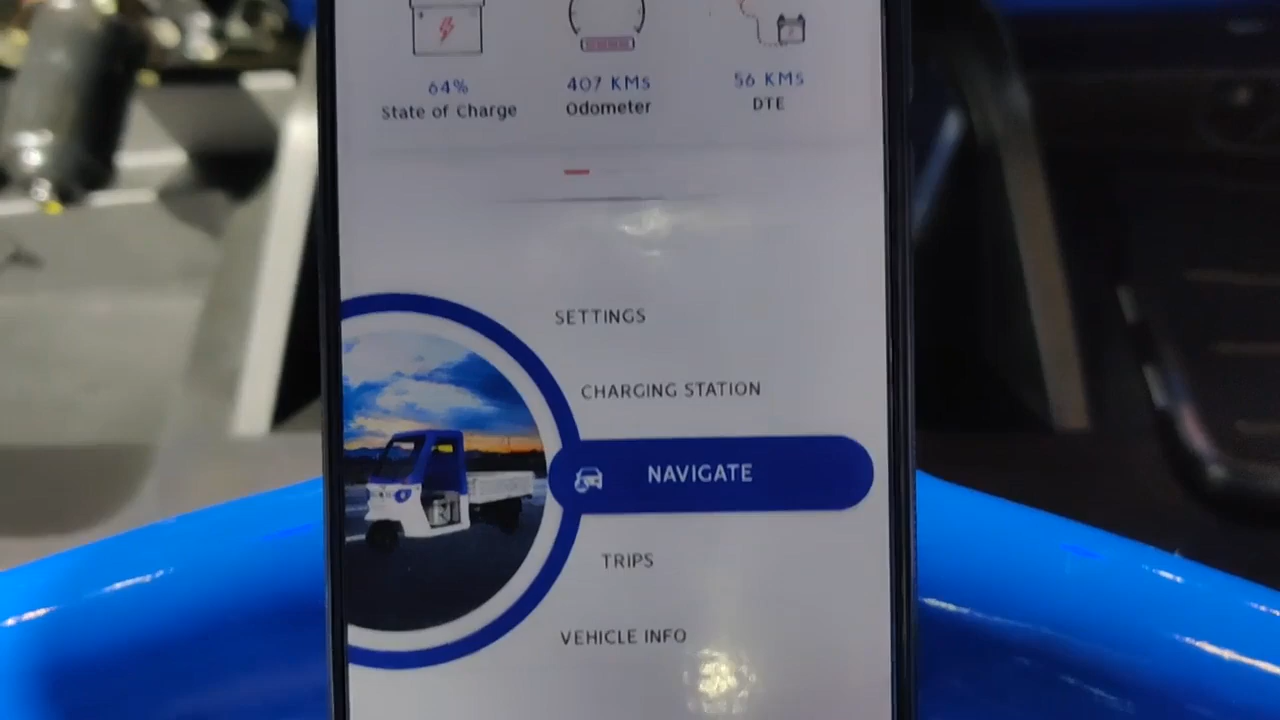 64%
State of Charge
407 KMs
Odometer
56 KMs
DTE
SETTINGS
CHARGING STATION
NAVIGATE
TRIPS
VEHICLE INFO